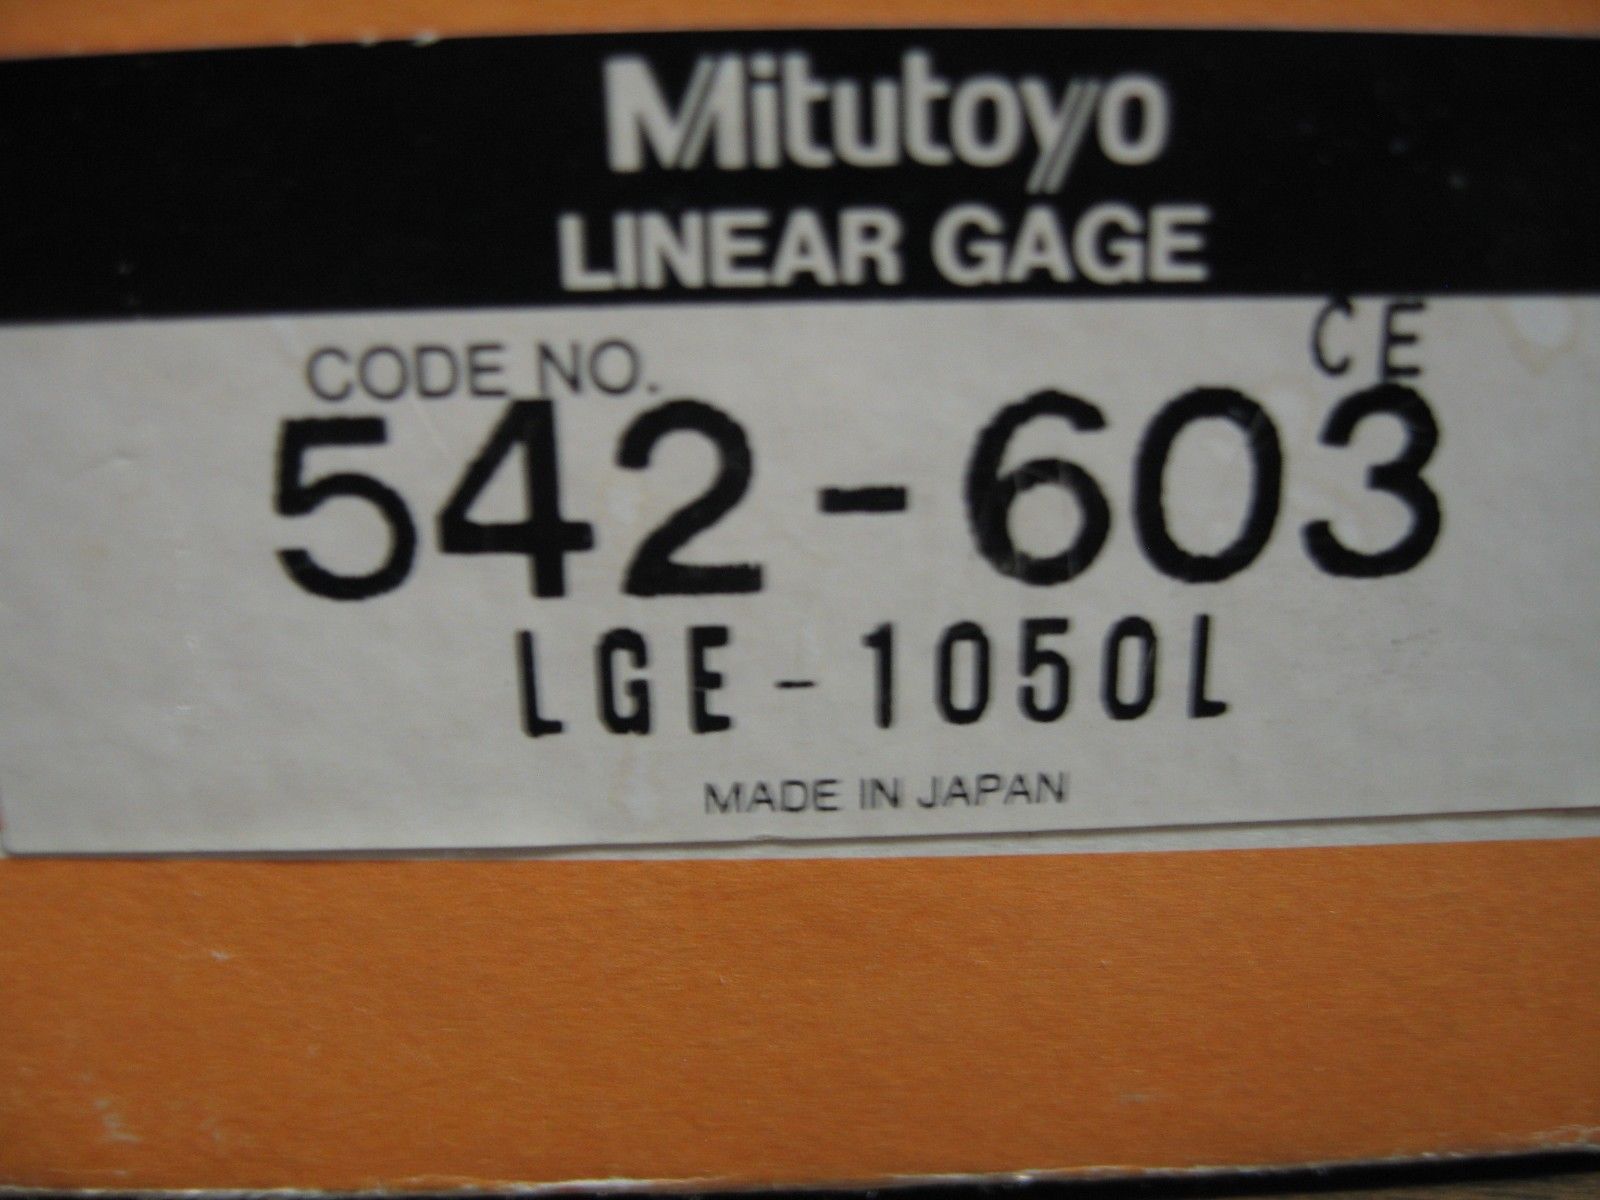 Mitutoyo
LINEAR GAGE
CE
CODE NO.
542-603
LGE-1050L
MADE IN JAPAN